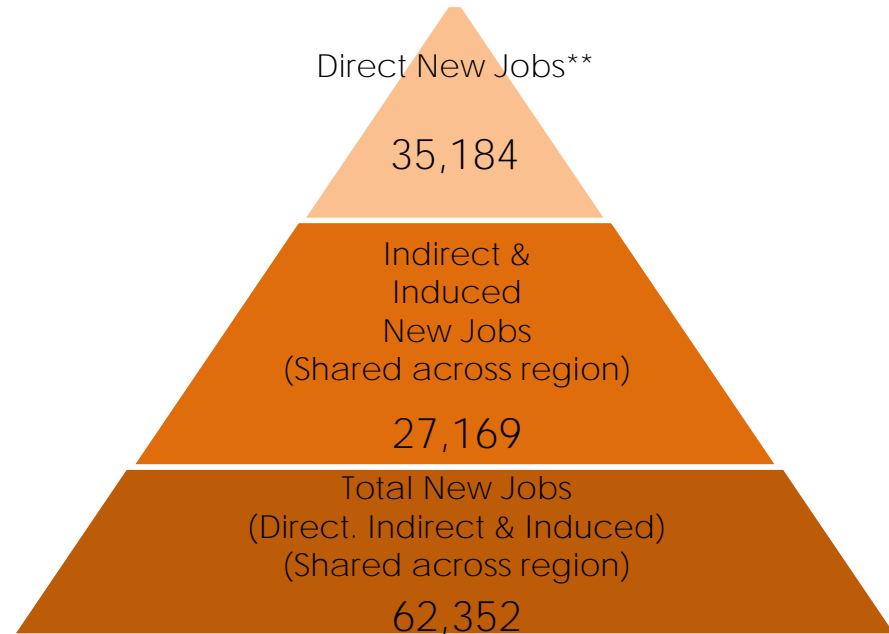 Direct New Jobs**
35,184
Indirect &
Induced
New Jobs
(Shared across region)
27,169
Total New Jobs
(Direct. Indirect & Induced)
(Shared across region)
62,352